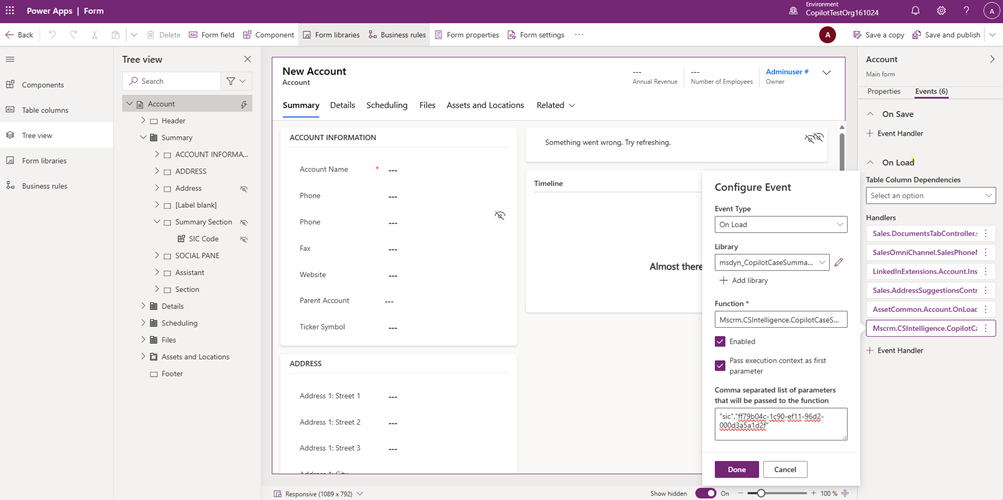 Power Apps | Form
Environment
CopilotTestOrg161024
?
A
Back
Delete
Form field
Component
Form libraries
Business rules
Form properties
Form settings
...
A
Save a copy
Save and publish
Components
Table columns
Tree view
Form libraries
Business rules
Tree view
Search
Account
Header
Summary
ACCOUNT INFORMA...
ADDRESS
Address
[Label blank]
Summary Section
SIC Code
SOCIAL PANE
Assistant
Section
Details
Scheduling
Files
Assets and Locations
Footer
New Account
Account
---
Annual Revenue
---
Number of Employees
Adminuser #
Owner
Summary
Details
Scheduling
Files
Assets and Locations
Related
ACCOUNT INFORMATION
Account Name * ---
Phone ---
Phone ---
Fax ---
Website ---
Parent Account ---
Ticker Symbol ---
ADDRESS
Address 1: Street 1 ---
Address 1: Street 2 ---
Address 1: Street 3 ---
Something went wrong. Try refreshing.
Timeline
Almost there
Configure Event
Event Type
On Load
Library
msdyn_CopilotCaseSumma...
Add library
Function *
Mscrm.CSIntelligence.CopilotCaseS...
Enabled
Pass execution context as first
parameter
Comma separated list of parameters
that will be passed to the function
"sic","ff79b04c-1c90-ef11-96d2-
000d3a5a1d2f"
Done
Cancel
Account
Main form
Properties
Events (6)
On Save
Event Handler
On Load
Table Column Dependencies
Select an option
Handlers
Sales.DocumentsTabController.
SalesOmniChannel.SalesPhone
LinkedInExtensions.Account.Ins
Sales.AddressSuggestionsContr
AssetCommon.Account.OnLoad
Mscrm.CSIntelligence.CopilotCa
Event Handler
Responsive (1089 x 792)
Show hidden
On
100 %